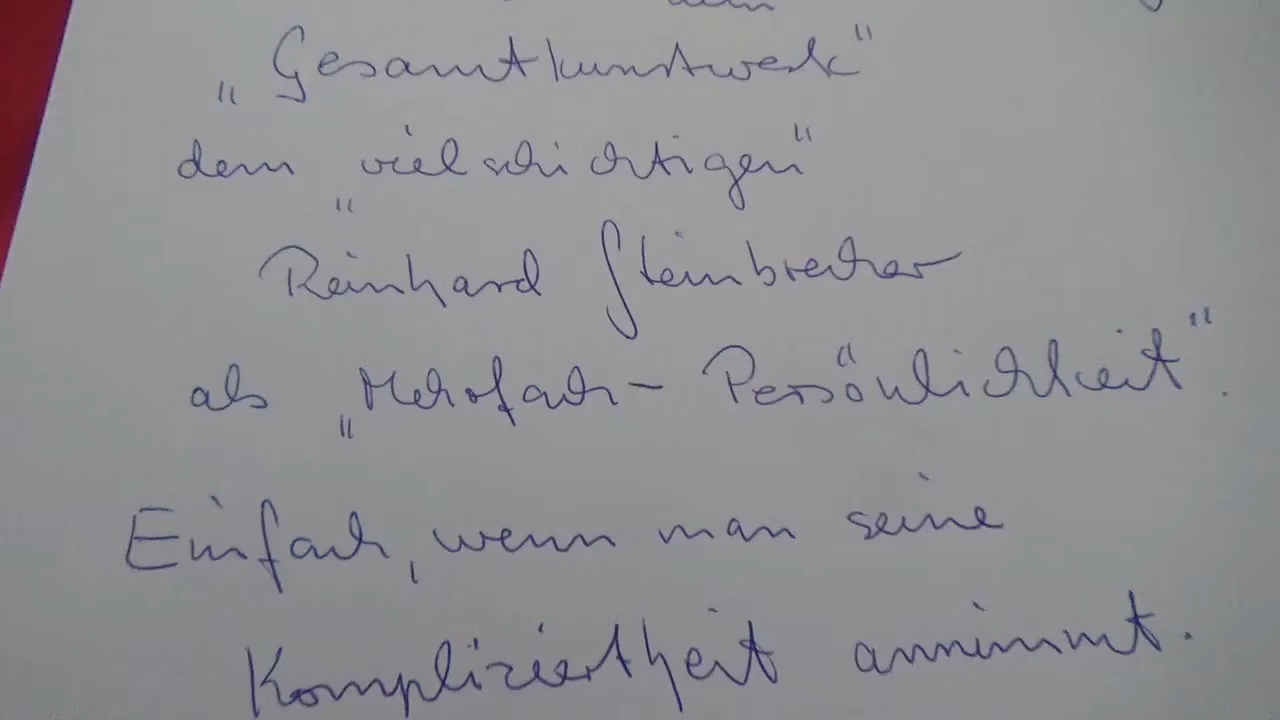 „Gesamtkunstwerk"
dem „vielschichtigen"
Reinhard Steinbrecher
als „Mehrfach-Persönlichkeit".
Einfach, wenn man seine
Kompliziertheit annimmt.